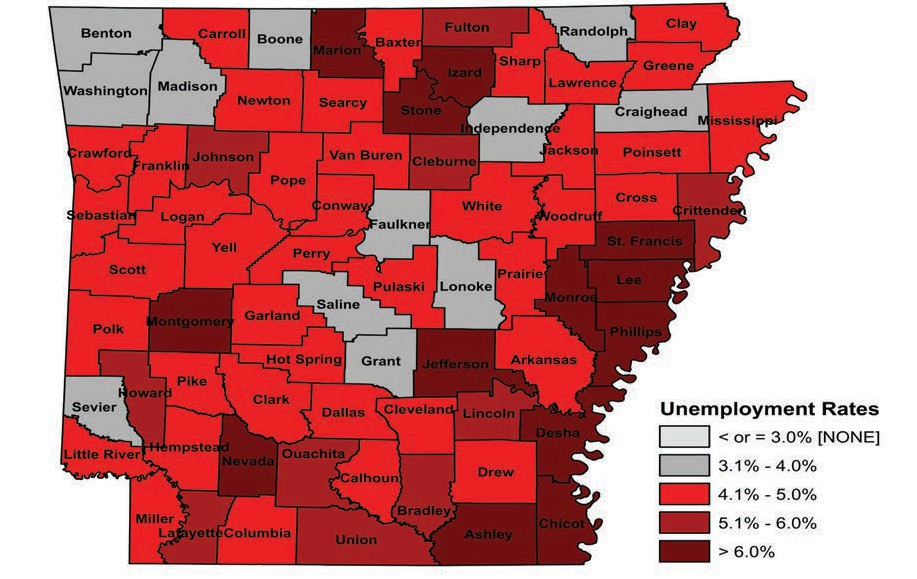 Benton
Carroll
Boone
Marion
Baxter
Fulton
Randolph
Clay
Sharp
Izard
Greene
Lawrence
Washington
Madison
Newton
Searcy
Stone
Independence
Craighead
Mississippi
Crawford
Franklin
Johnson
Van Buren
Cleburne
Jackson
Poinsett
Pope
Sebastian
Logan
Conway
Faulkner
White
Woodruff
Cross
Crittenden
Yell
Perry
St. Francis
Scott
Saline
Pulaski
Lonoke
Prairie
Lee
Monroe
Polk
Montgomery
Garland
Phillips
Hot Spring
Grant
Jefferson
Arkansas
Pike
Howard
Clark
Sevier
Dallas
Cleveland
Lincoln
Desha
Little River
Hempstead
Nevada
Ouachita
Calhoun
Drew
Bradley
Miller
Lafayette
Columbia
Union
Ashley
Chicot
Unemployment Rates
< or = 3.0% [NONE]
3.1% - 4.0%
4.1% - 5.0%
5.1% - 6.0%
> 6.0%